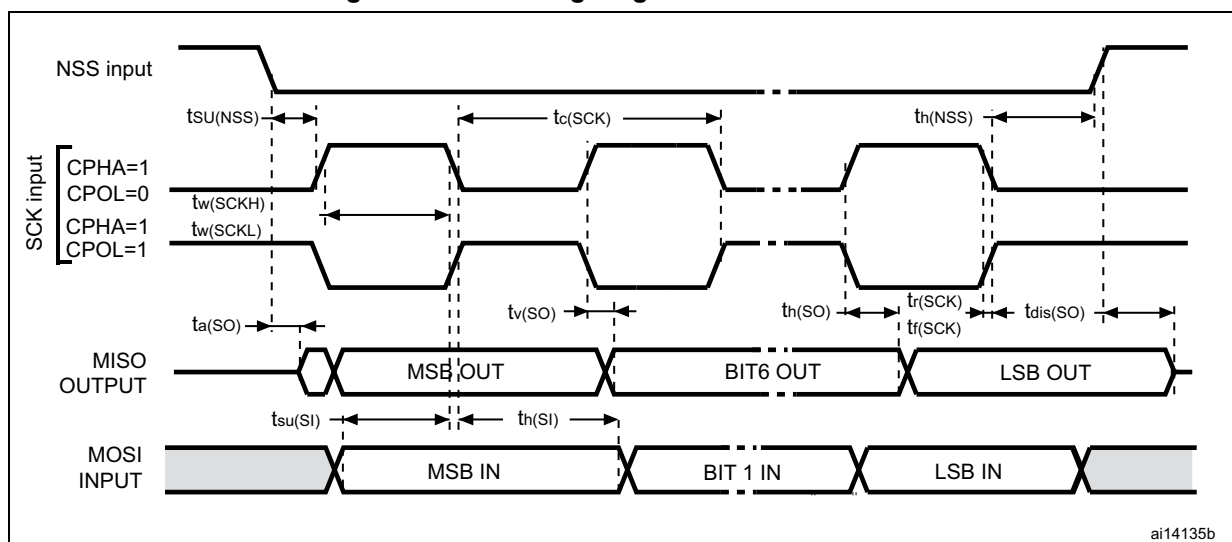 NSS input
tSU(NSS)
tc(SCK)
th(NSS)
SCK input
CPHA=1
CPOL=0
tw(SCKH)
CPHA=1
tw(SCKL)
CPOL=1
ta(SO)
tv(SO)
th(SO)
tr(SCK)
tf(SCK)
tdis(SO)
MISO
OUTPUT
MSB OUT
BIT6 OUT
LSB OUT
tsu(SI)
th(SI)
MOSI
INPUT
MSB IN
BIT 1 IN
LSB IN
ai14135b